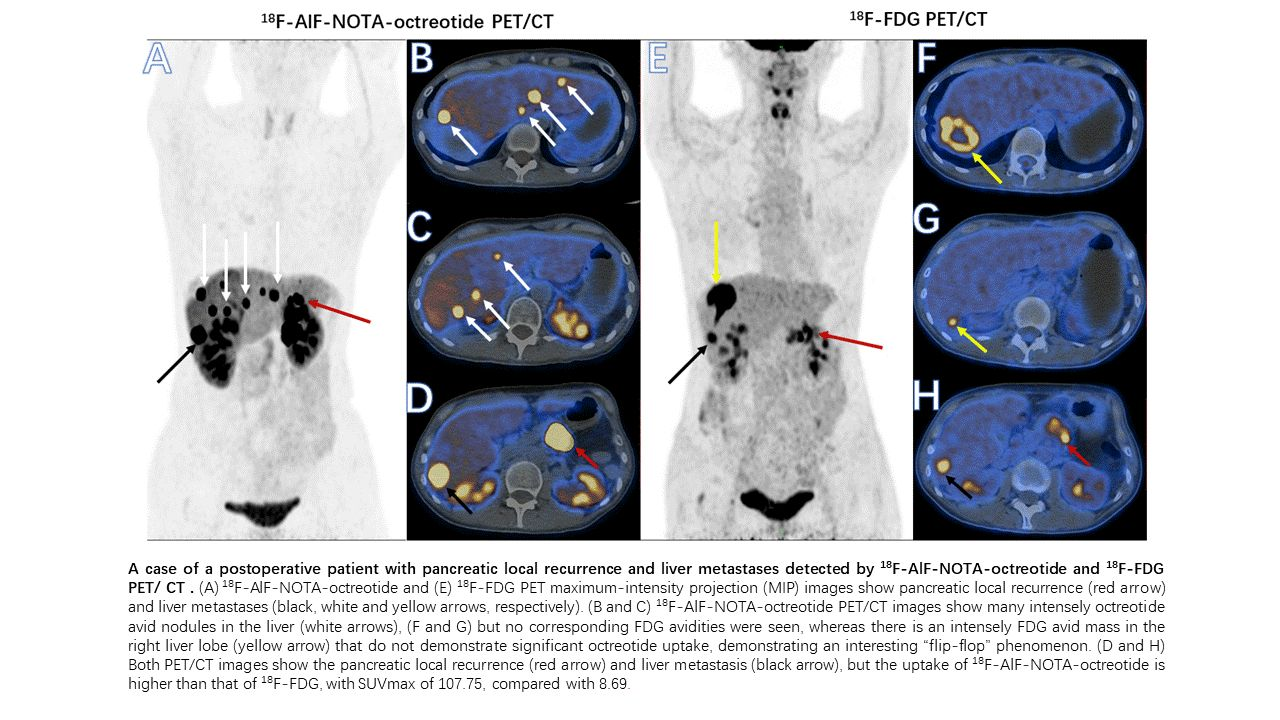 ¹⁸F-AlF-NOTA-octreotide PET/CT
¹⁸F-FDG PET/CT
A
B
C
D
E
F
G
H
A case of a postoperative patient with pancreatic local recurrence and liver metastases detected by ¹⁸F-AlF-NOTA-octreotide and ¹⁸F-FDG
PET/ CT . (A) ¹⁸F-AlF-NOTA-octreotide and (E) ¹⁸F-FDG PET maximum-intensity projection (MIP) images show pancreatic local recurrence (red arrow)
and liver metastases (black, white and yellow arrows, respectively). (B and C) ¹⁸F-AlF-NOTA-octreotide PET/CT images show many intensely octreotide
avid nodules in the liver (white arrows), (F and G) but no corresponding FDG avidities were seen, whereas there is an intensely FDG avid mass in the
right liver lobe (yellow arrow) that do not demonstrate significant octreotide uptake, demonstrating an interesting “flip-flop” phenomenon. (D and H)
Both PET/CT images show the pancreatic local recurrence (red arrow) and liver metastasis (black arrow), but the uptake of ¹⁸F-AlF-NOTA-octreotide is
higher than that of ¹⁸F-FDG, with SUVmax of 107.75, compared with 8.69.